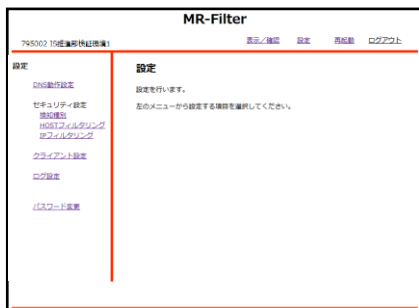 MR-Filter
795002 IS経進部検証環境1
表示／確認 設定 再起動 ログアウト
設定
DNS動作設定
セキュリティ設定
検知種別
HOSTフィルタリング
IPフィルタリング
クライアント設定
ログ設定
パスワード変更
設定
設定を行います。
左のメニューから設定する項目を選択してください。